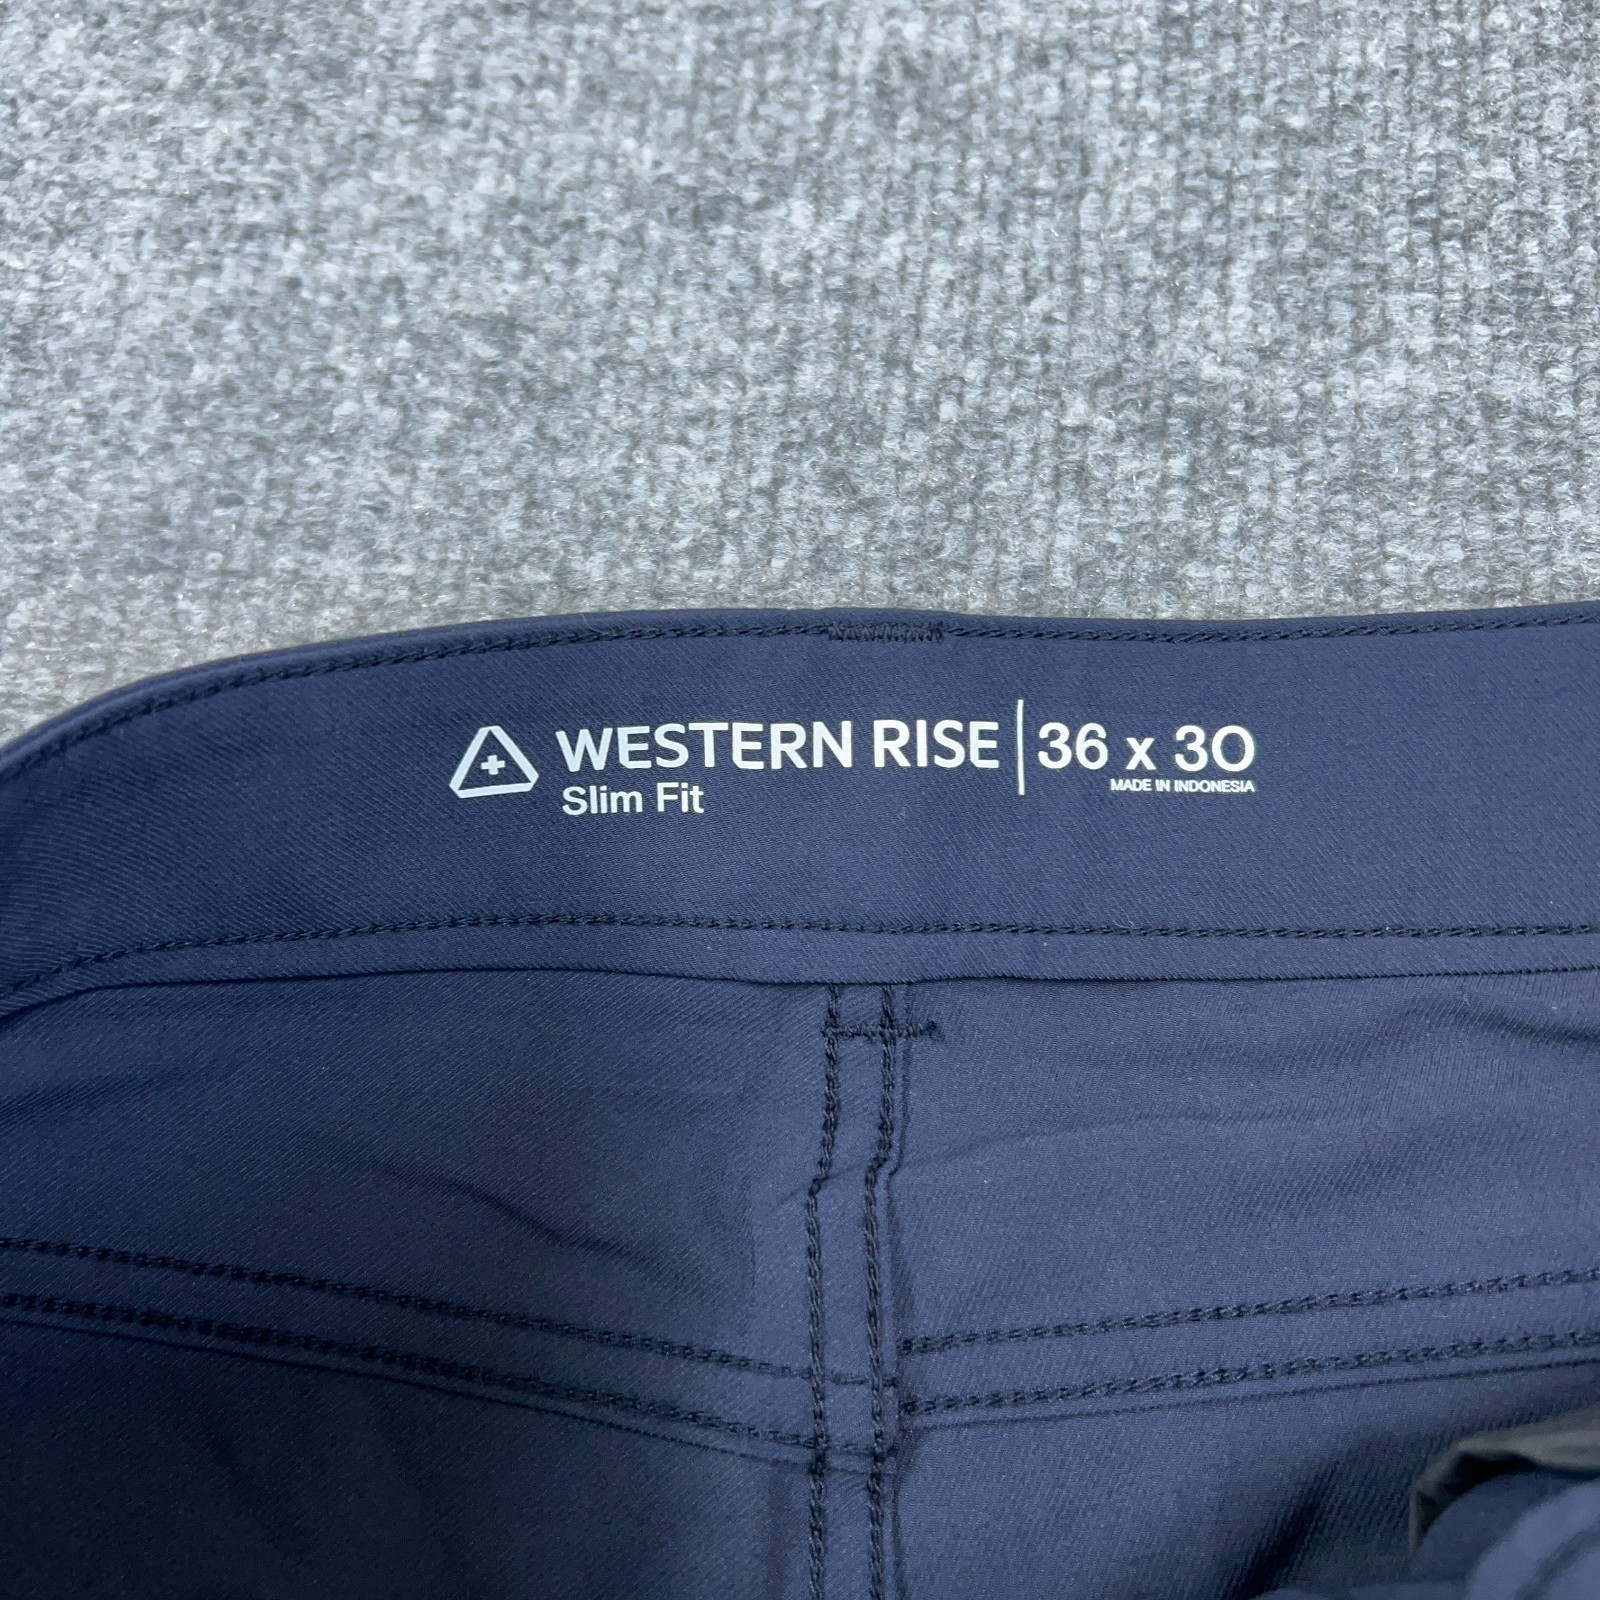 WESTERN RISE | 36 x 30
Slim Fit
MADE IN INDONESIA